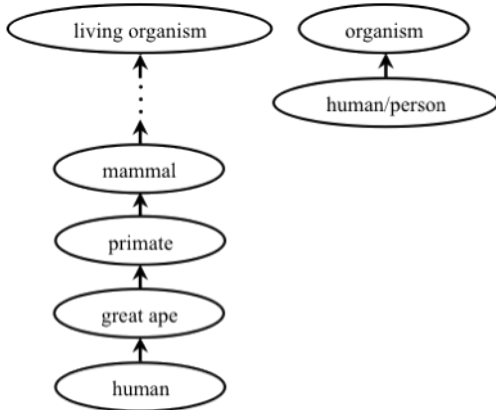 living organism
organism
human/person
mammal
primate
great ape
human